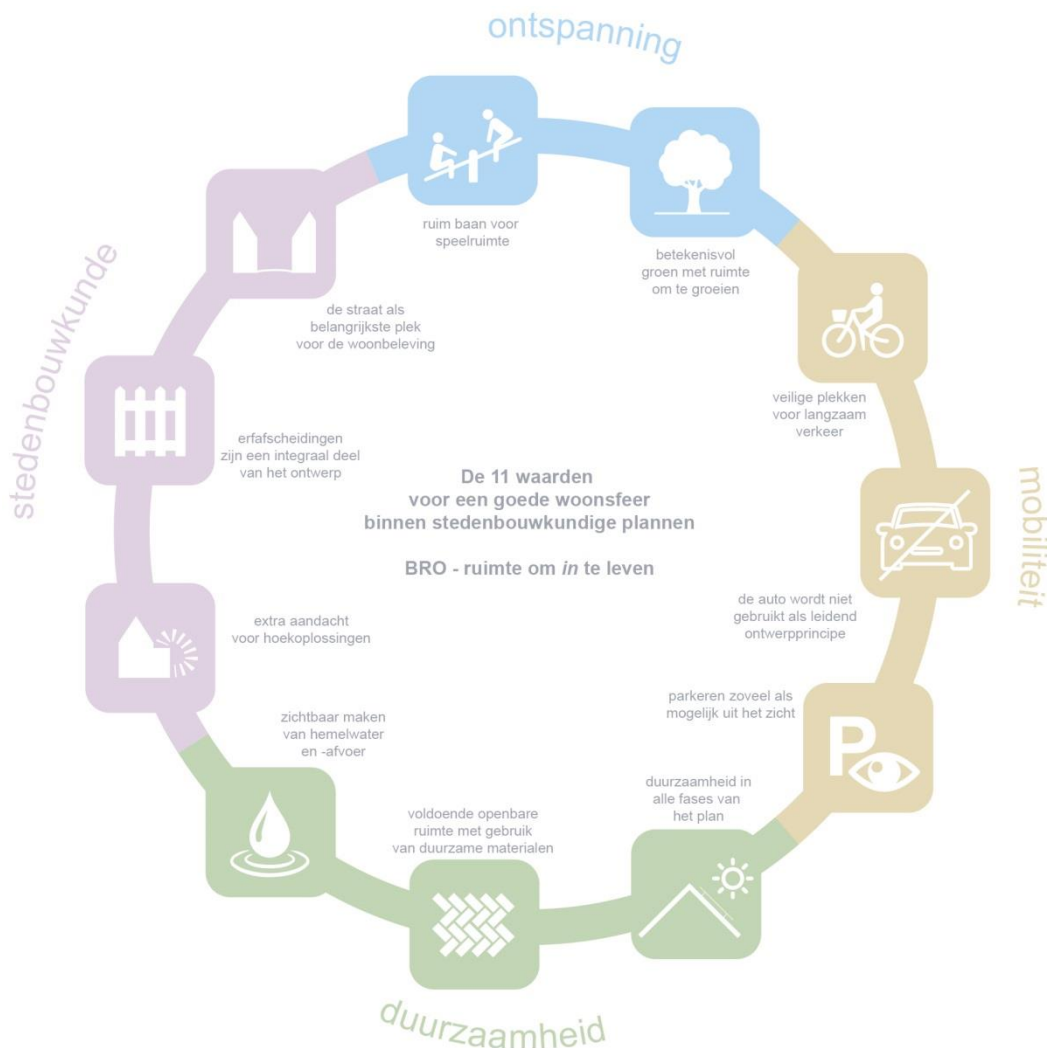 ontspanning
ruim baan voor
speelruimte
betekenisvol
groen met ruimte
om te groeien
stedenbouwkunde
de straat als
belangrijkste plek
voor de woonbeleving
veilige plekken
voor langzaam
verkeer
erfafscheidingen
zijn een integraal deel
van het ontwerp
De 11 waarden
voor een goede woonsfeer
binnen stedenbouwkundige plannen
BRO - ruimte om in te leven
mobiliteit
de auto wordt niet
gebruikt als leidend
ontwerpprincipe
extra aandacht
voor hoekoplossingen
parkeren zoveel als
mogelijk uit het zicht
P
zichtbaar maken
van hemelwater
en -afvoer
duurzaamheid in
alle fases van
het plan
voldoende openbare
ruimte met gebruik
van duurzame materialen
duurzaamheid